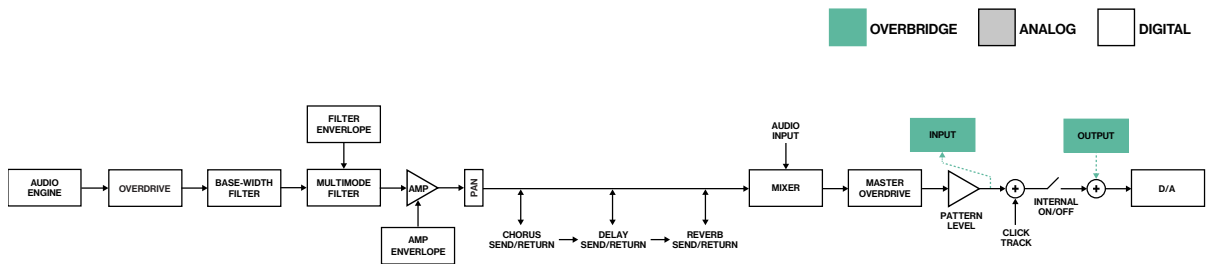 OVERBRIDGE
ANALOG
DIGITAL
FILTER
ENVERLOPE
AUDIO
INPUT
INPUT
OUTPUT
AUDIO
ENGINE
OVERDRIVE
BASE-WIDTH
FILTER
MULTIMODE
FILTER
AMP
PAN
MIXER
MASTER
OVERDRIVE
D/A
PATTERN
LEVEL
INTERNAL
ON/OFF
CLICK
TRACK
AMP
ENVERLOPE
CHORUS
SEND/RETURN
DELAY
SEND/RETURN
REVERB
SEND/RETURN